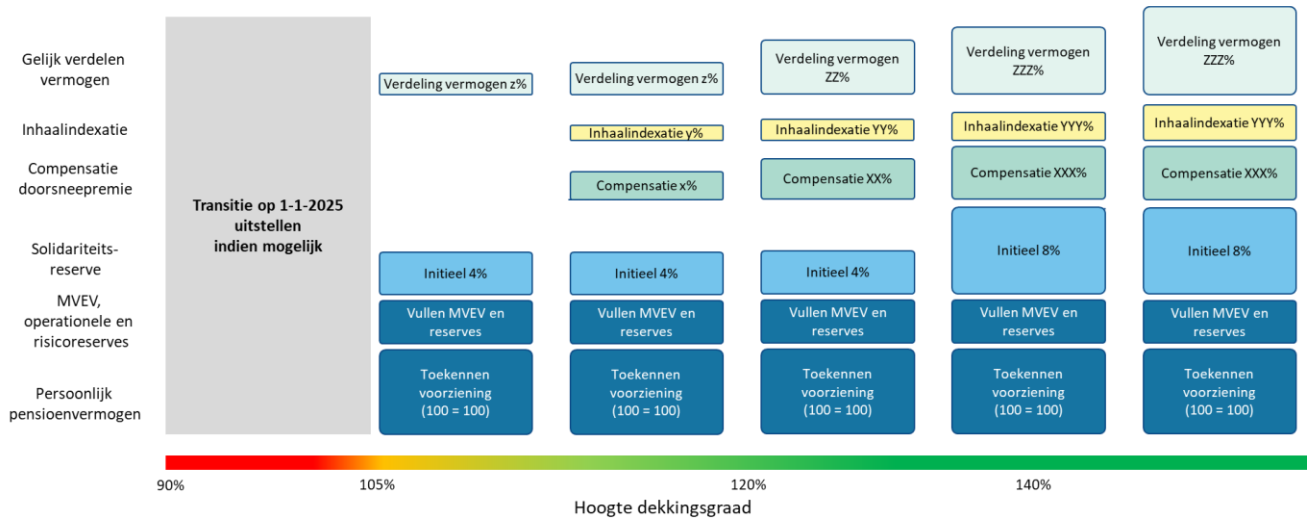 Gelijk verdelen
vermogen
Verdeling vermogen z%
Verdeling vermogen z%
Verdeling vermogen
ZZ%
Verdeling vermogen
ZZZ%
Verdeling vermogen
ZZZ%
Inhaalindexatie
Inhaalindexatie y%
Inhaalindexatie YY%
Inhaalindexatie YYY%
Inhaalindexatie YYY%
Compensatie
doorsneepremie
Compensatie x%
Compensatie XX%
Compensatie XXX%
Compensatie XXX%
Transitie op 1-1-2025
uitstellen
indien mogelijk
Solidariteits-
reserve
Initieel 4%
Initieel 4%
Initieel 4%
Initieel 8%
Initieel 8%
MVEV,
operationele en
risicoreserves
Vullen MVEV en
reserves
Vullen MVEV en
reserves
Vullen MVEV en
reserves
Vullen MVEV en
reserves
Vullen MVEV en
reserves
Persoonlijk
pensioenvermogen
Toekennen
voorziening
(100 = 100)
Toekennen
voorziening
(100 = 100)
Toekennen
voorziening
(100 = 100)
Toekennen
voorziening
(100 = 100)
Toekennen
voorziening
(100 = 100)
90%
105%
120%
140%
Hoogte dekkingsgraad